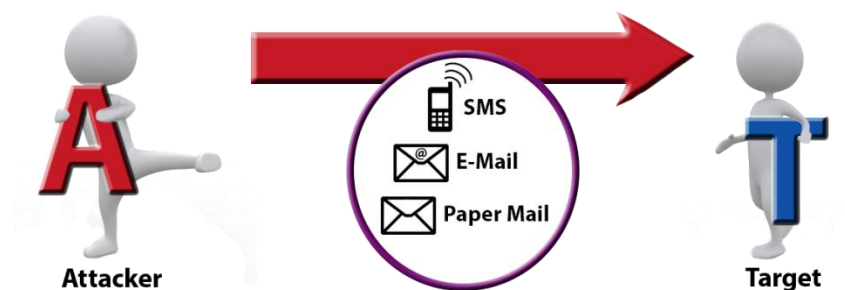 A
SMS
@
E-Mail
Paper Mail
T
Attacker
Target